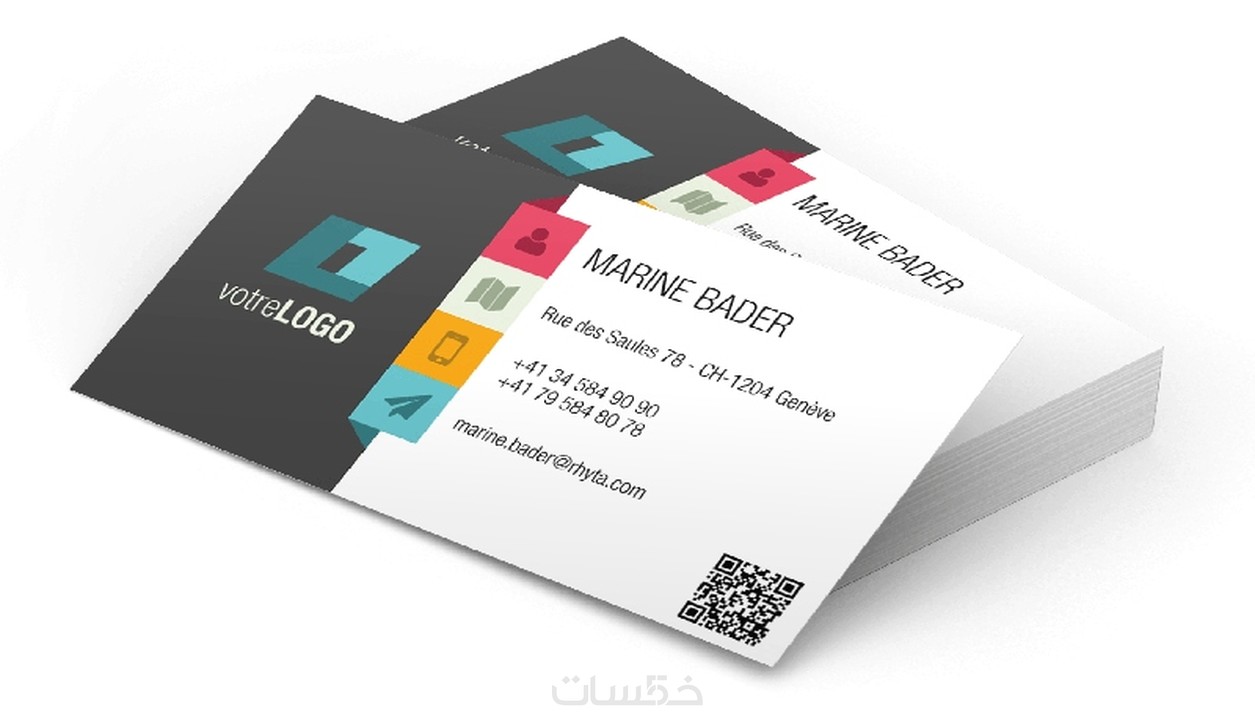 votreLOGO
MARINE BADER
Rue des Saules 78 - CH-1204 Genève
+41 34 584 90 90
+41 79 584 80 78
marine.bader@rhyta.com
MARINE BADER
Rue des
خمسات